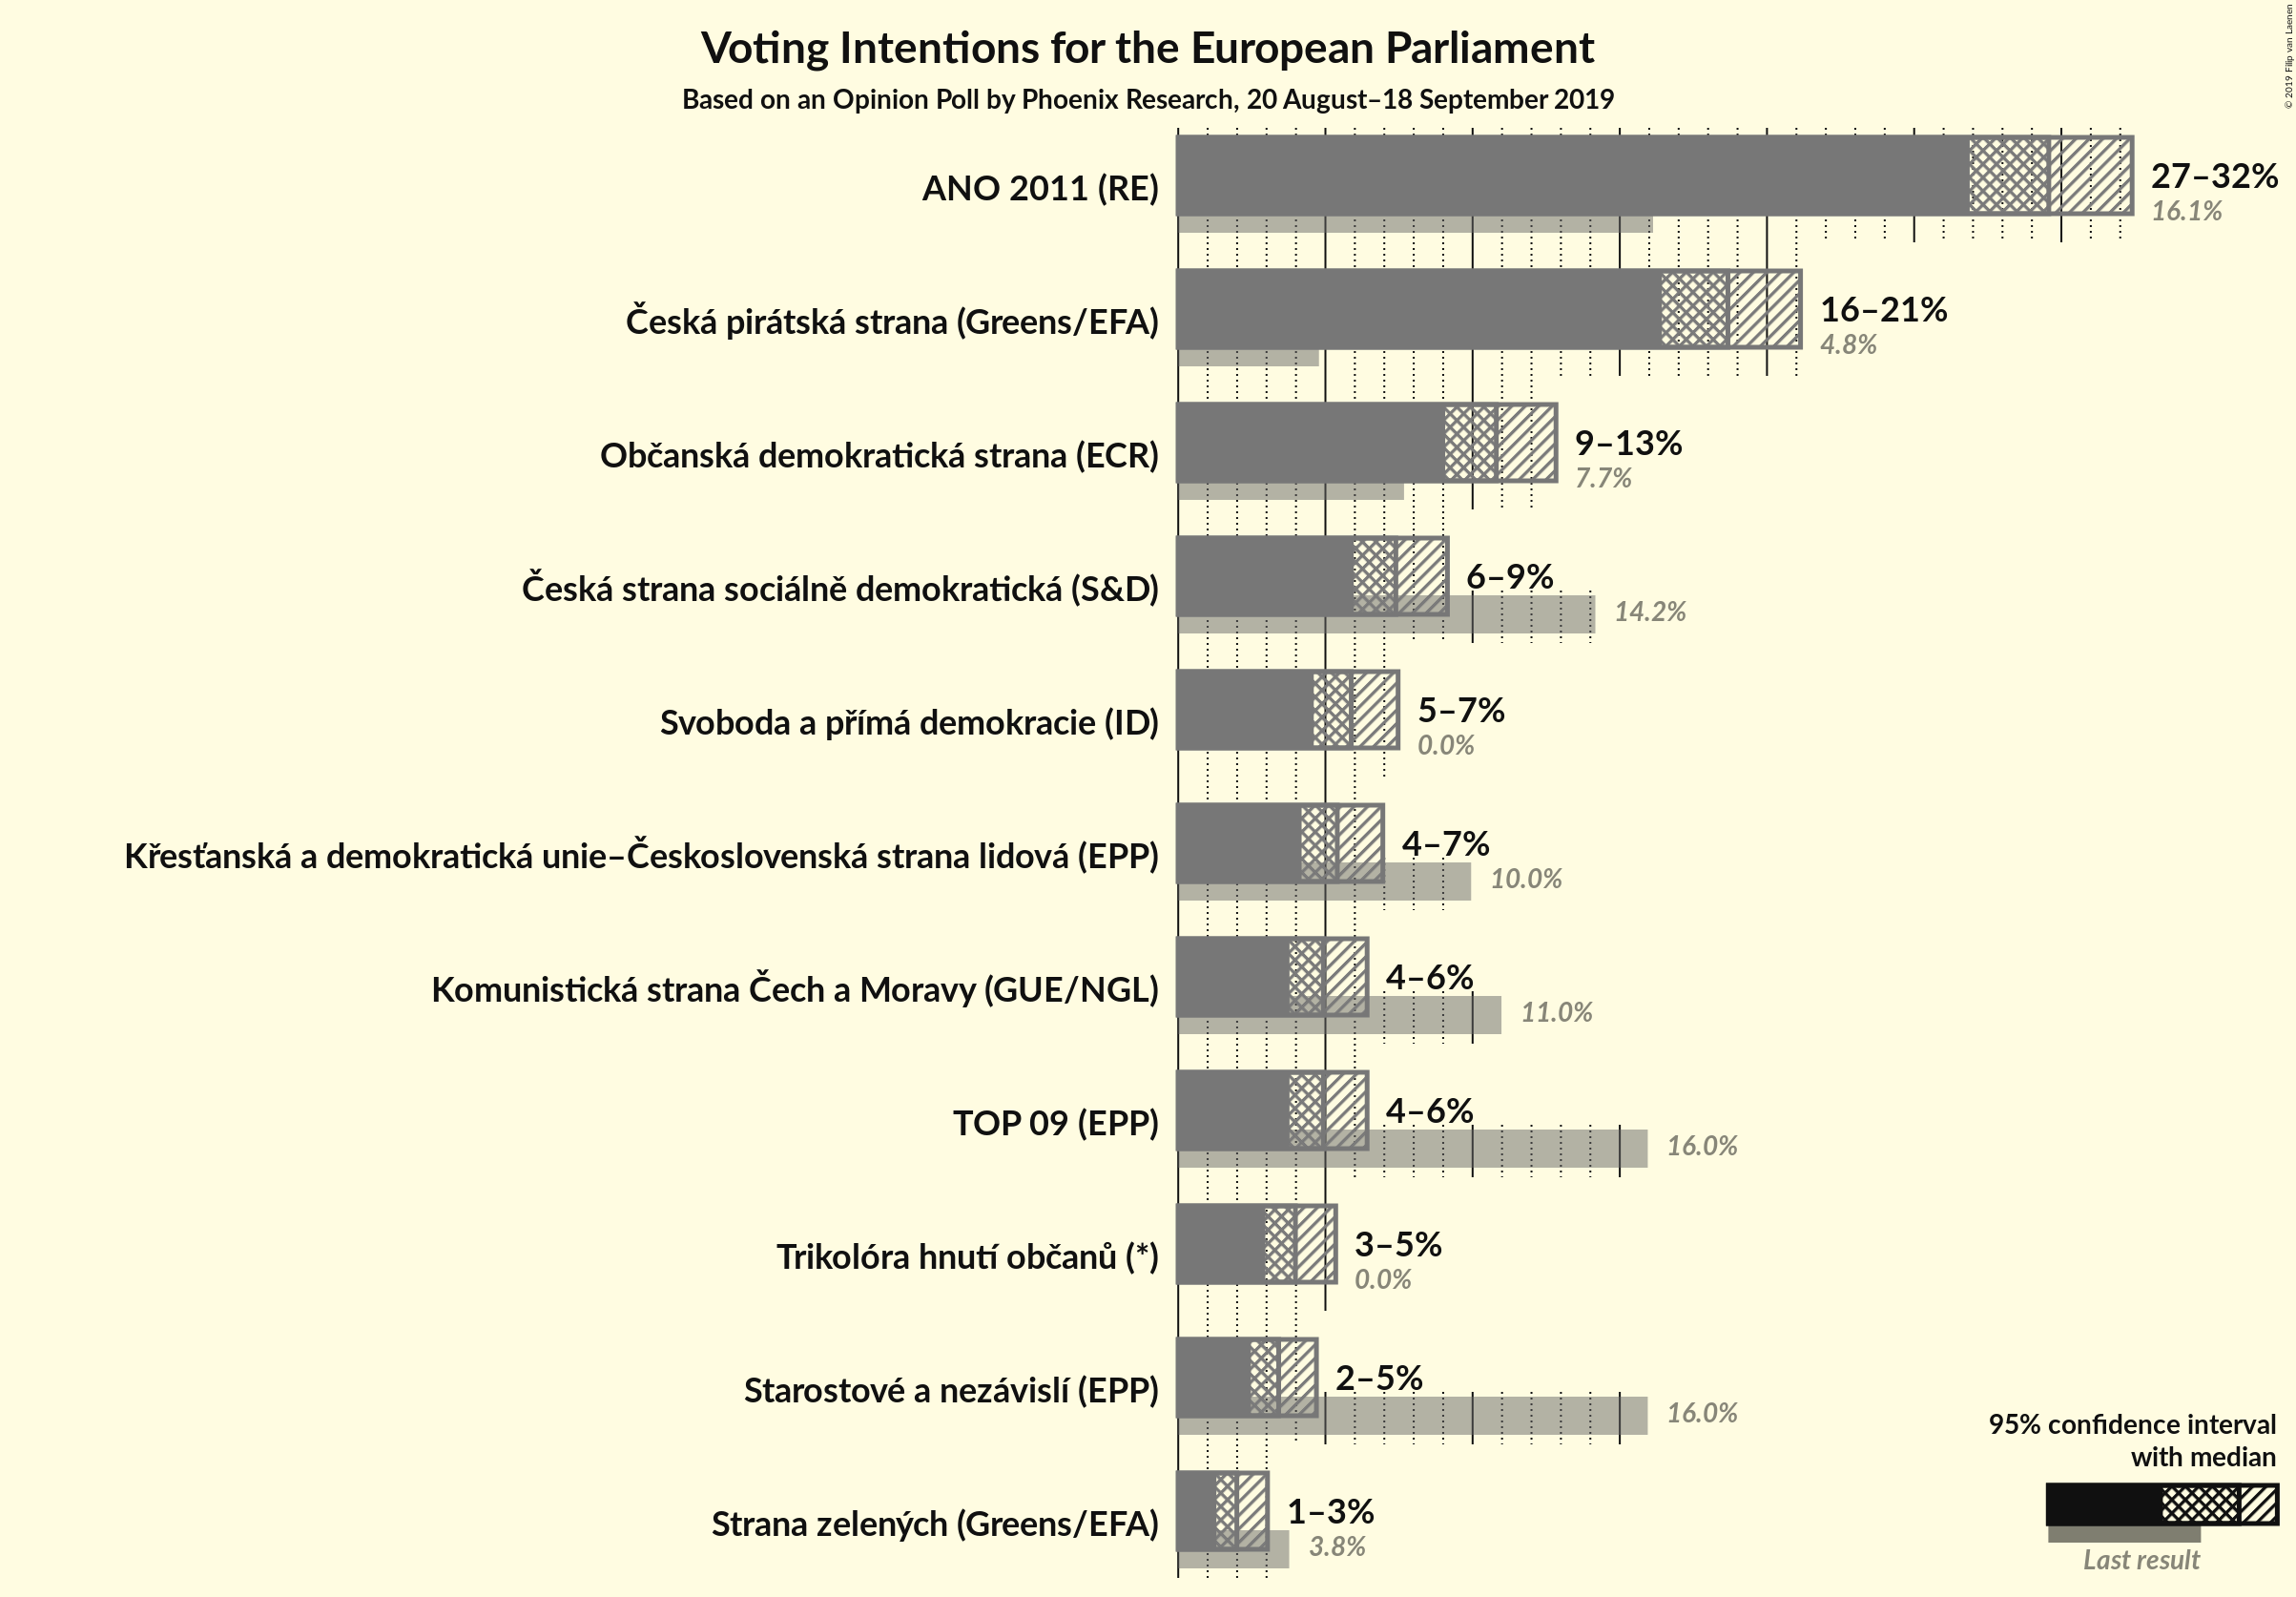 Voting Intentions for the European Parliament
Based on an Opinion Poll by Phoenix Research, 20 August–18 September 2019
© 2019 Filip van Laenen
ANO 2011 (RE)
27–32%
16.1%
Česká pirátská strana (Greens/EFA)
16–21%
4.8%
Občanská demokratická strana (ECR)
9–13%
7.7%
Česká strana sociálně demokratická (S&D)
6–9%
14.2%
Svoboda a přímá demokracie (ID)
5–7%
0.0%
Křesťanská a demokratická unie–Československá strana lidová (EPP)
4–7%
10.0%
Komunistická strana Čech a Moravy (GUE/NGL)
4–6%
11.0%
TOP 09 (EPP)
4–6%
16.0%
Trikolóra hnutí občanů (*)
3–5%
0.0%
Starostové a nezávislí (EPP)
2–5%
16.0%
Strana zelených (Greens/EFA)
1–3%
3.8%
95% confidence interval
with median
Last result